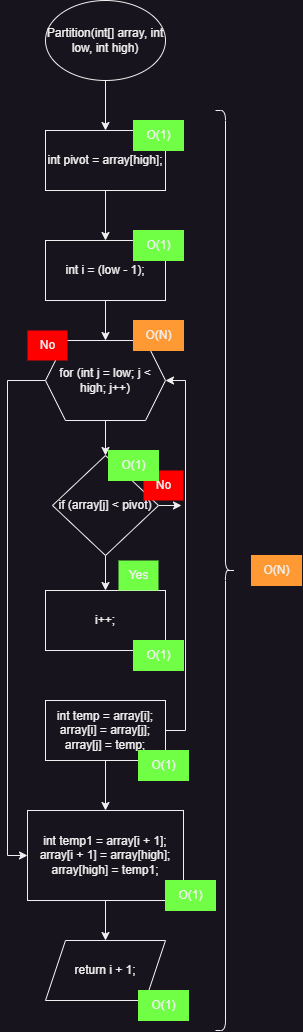 Partition(int[] array, int
low, int high)
O(1)
int pivot = array[high];
O(1)
int i = (low - 1);
No
O(N)
for (int j = low; j <
high; j++)
O(1)
No
if (array[j] < pivot)
Yes
O(N)
i++;
O(1)
int temp = array[i];
array[i] = array[j];
array[j] = temp;
O(1)
int temp1 = array[i + 1];
array[i + 1] = array[high];
array[high] = temp1;
O(1)
return i + 1;
O(1)